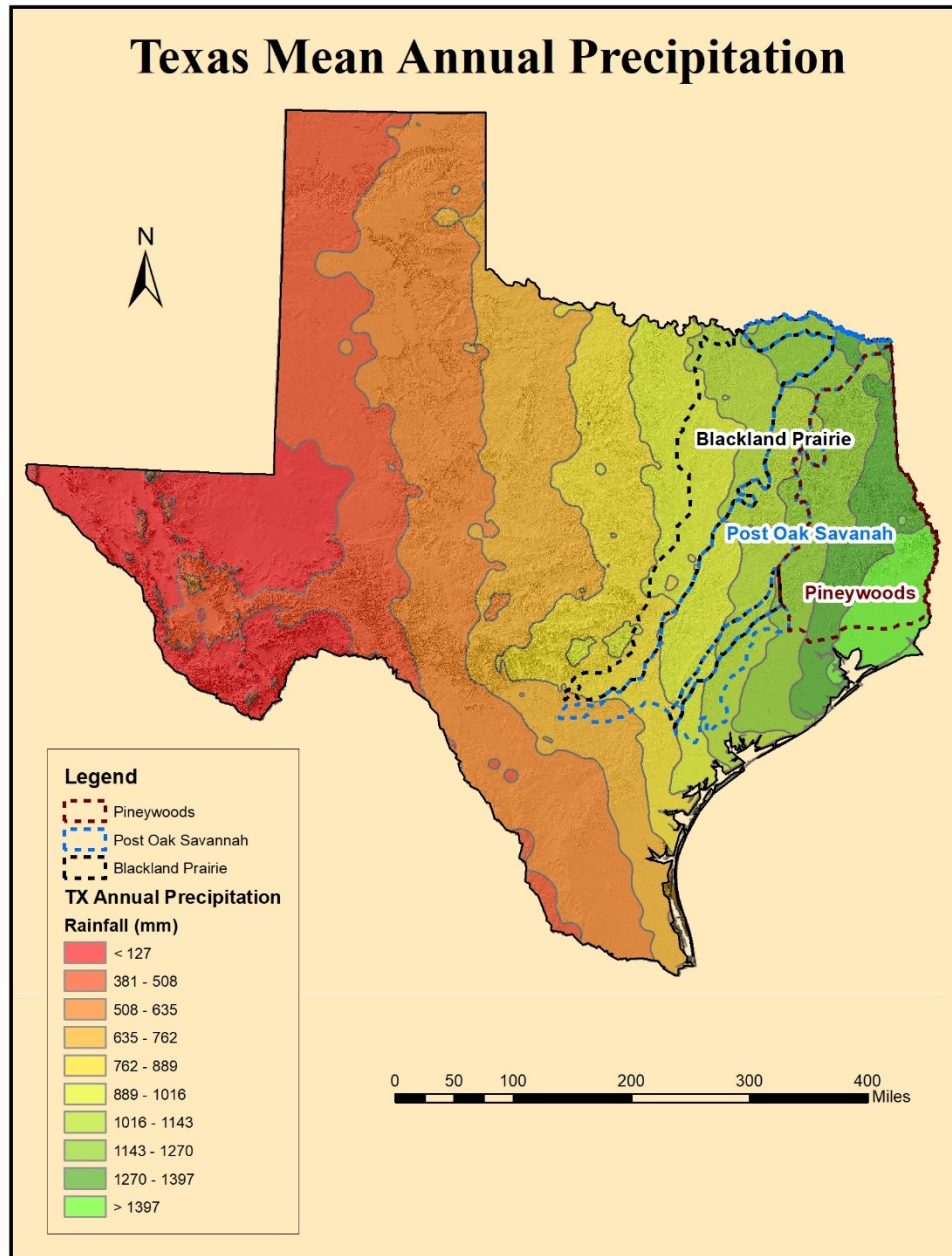 Texas Mean Annual Precipitation
N
Blackland Prairie
Post Oak Savanah
Pineywoods
Legend
Pineywoods
Post Oak Savannah
Blackland Prairie
TX Annual Precipitation
Rainfall (mm)
< 127
381 - 508
508 - 635
635 - 762
762 - 889
889 - 1016
1016 - 1143
1143 - 1270
1270 - 1397
> 1397
0 50 100 200 300 400
Miles